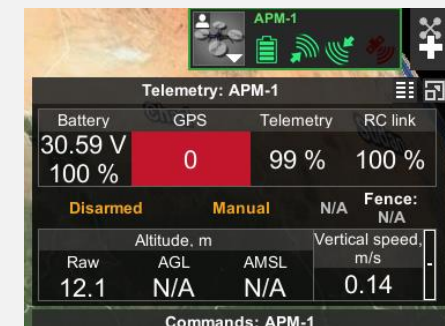 APM-1
Telemetry: APM-1
Battery GPS Telemetry RC link
30.59 V
100 %
0
99 %
100 %
Disarmed Manual N/A Fence:
N/A
Altitude, m Vertical speed,
m/s
Raw AGL AMSL
12.1 N/A N/A 0.14
Commands: APM-1